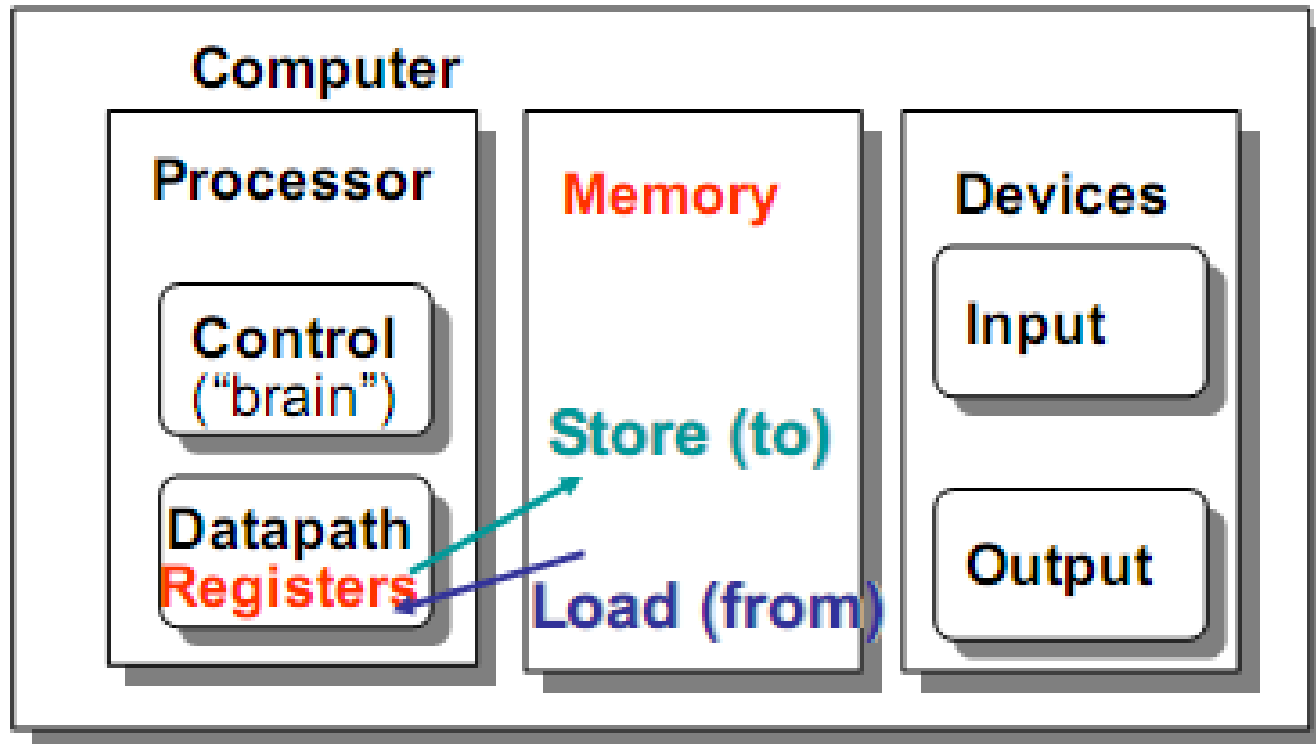 Computer
Processor
Control
(“brain”)
Datapath
Registers
Memory
Store (to)
Load (from)
Devices
Input
Output